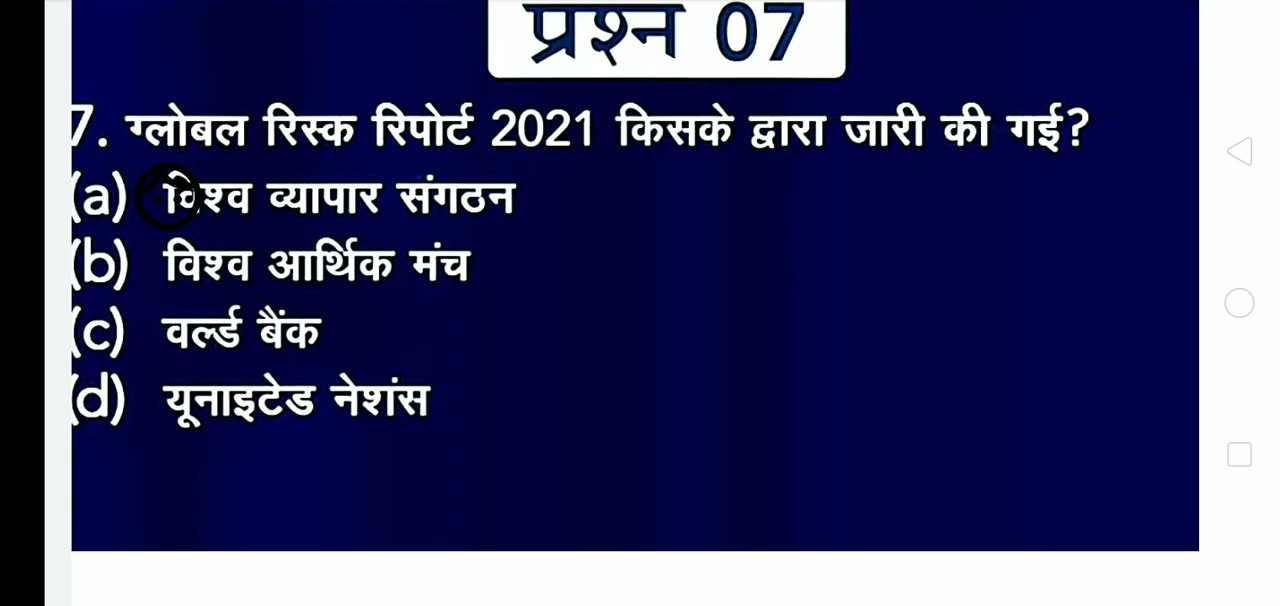 प्रश्न 07
7. ग्लोबल रिस्क रिपोर्ट 2021 किसके द्वारा जारी की गई?
(a) विश्व व्यापार संगठन
(b) विश्व आर्थिक मंच
(c) वर्ल्ड बैंक
(d) यूनाइटेड नेशंस